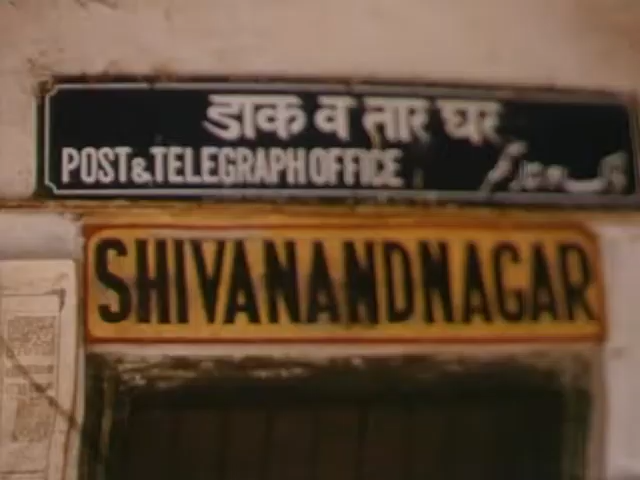 डाक व तार घर
POST & TELEGRAPH OFFICE
SHIVANANDNAGAR